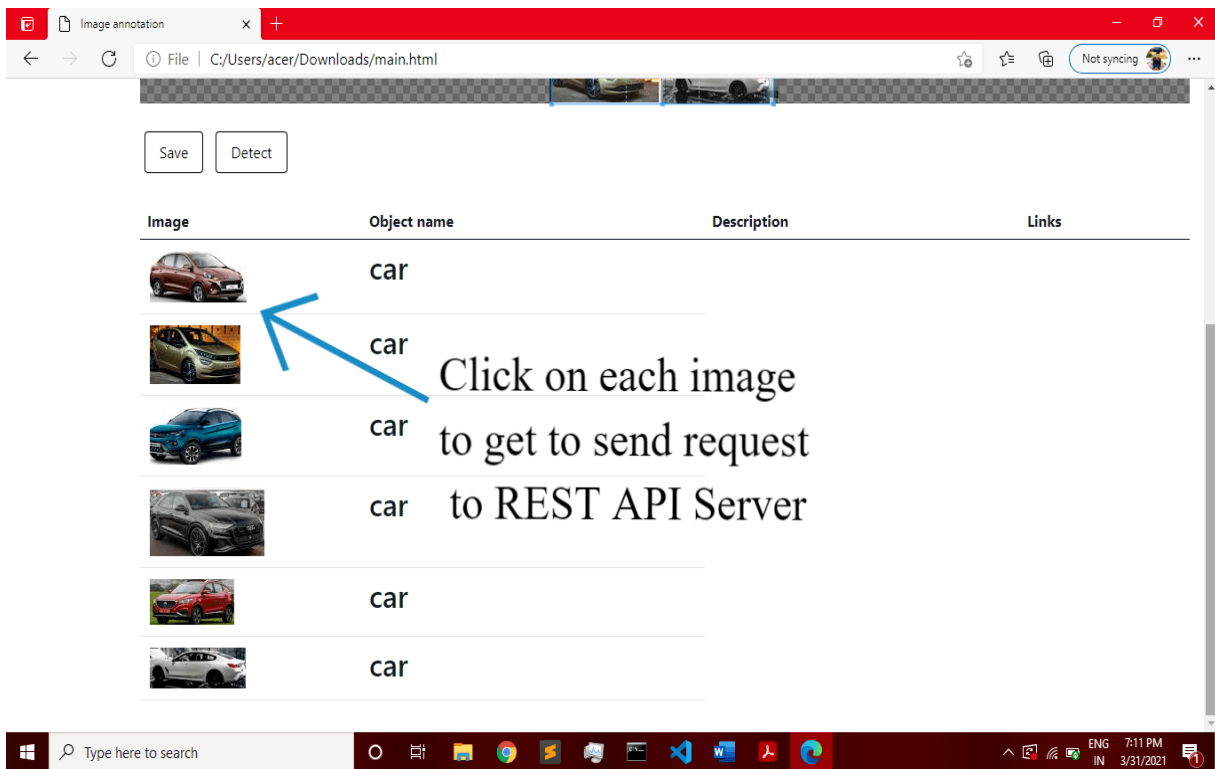 Image annotation
File | C:/Users/acer/Downloads/main.html
Not syncing
Save Detect
Image Object name Description Links
car
car
Click on each image
car
to get to send request
car
to REST API Server
car
car
Type here to search
ENG 7:11 PM
IN 3/31/2021
1